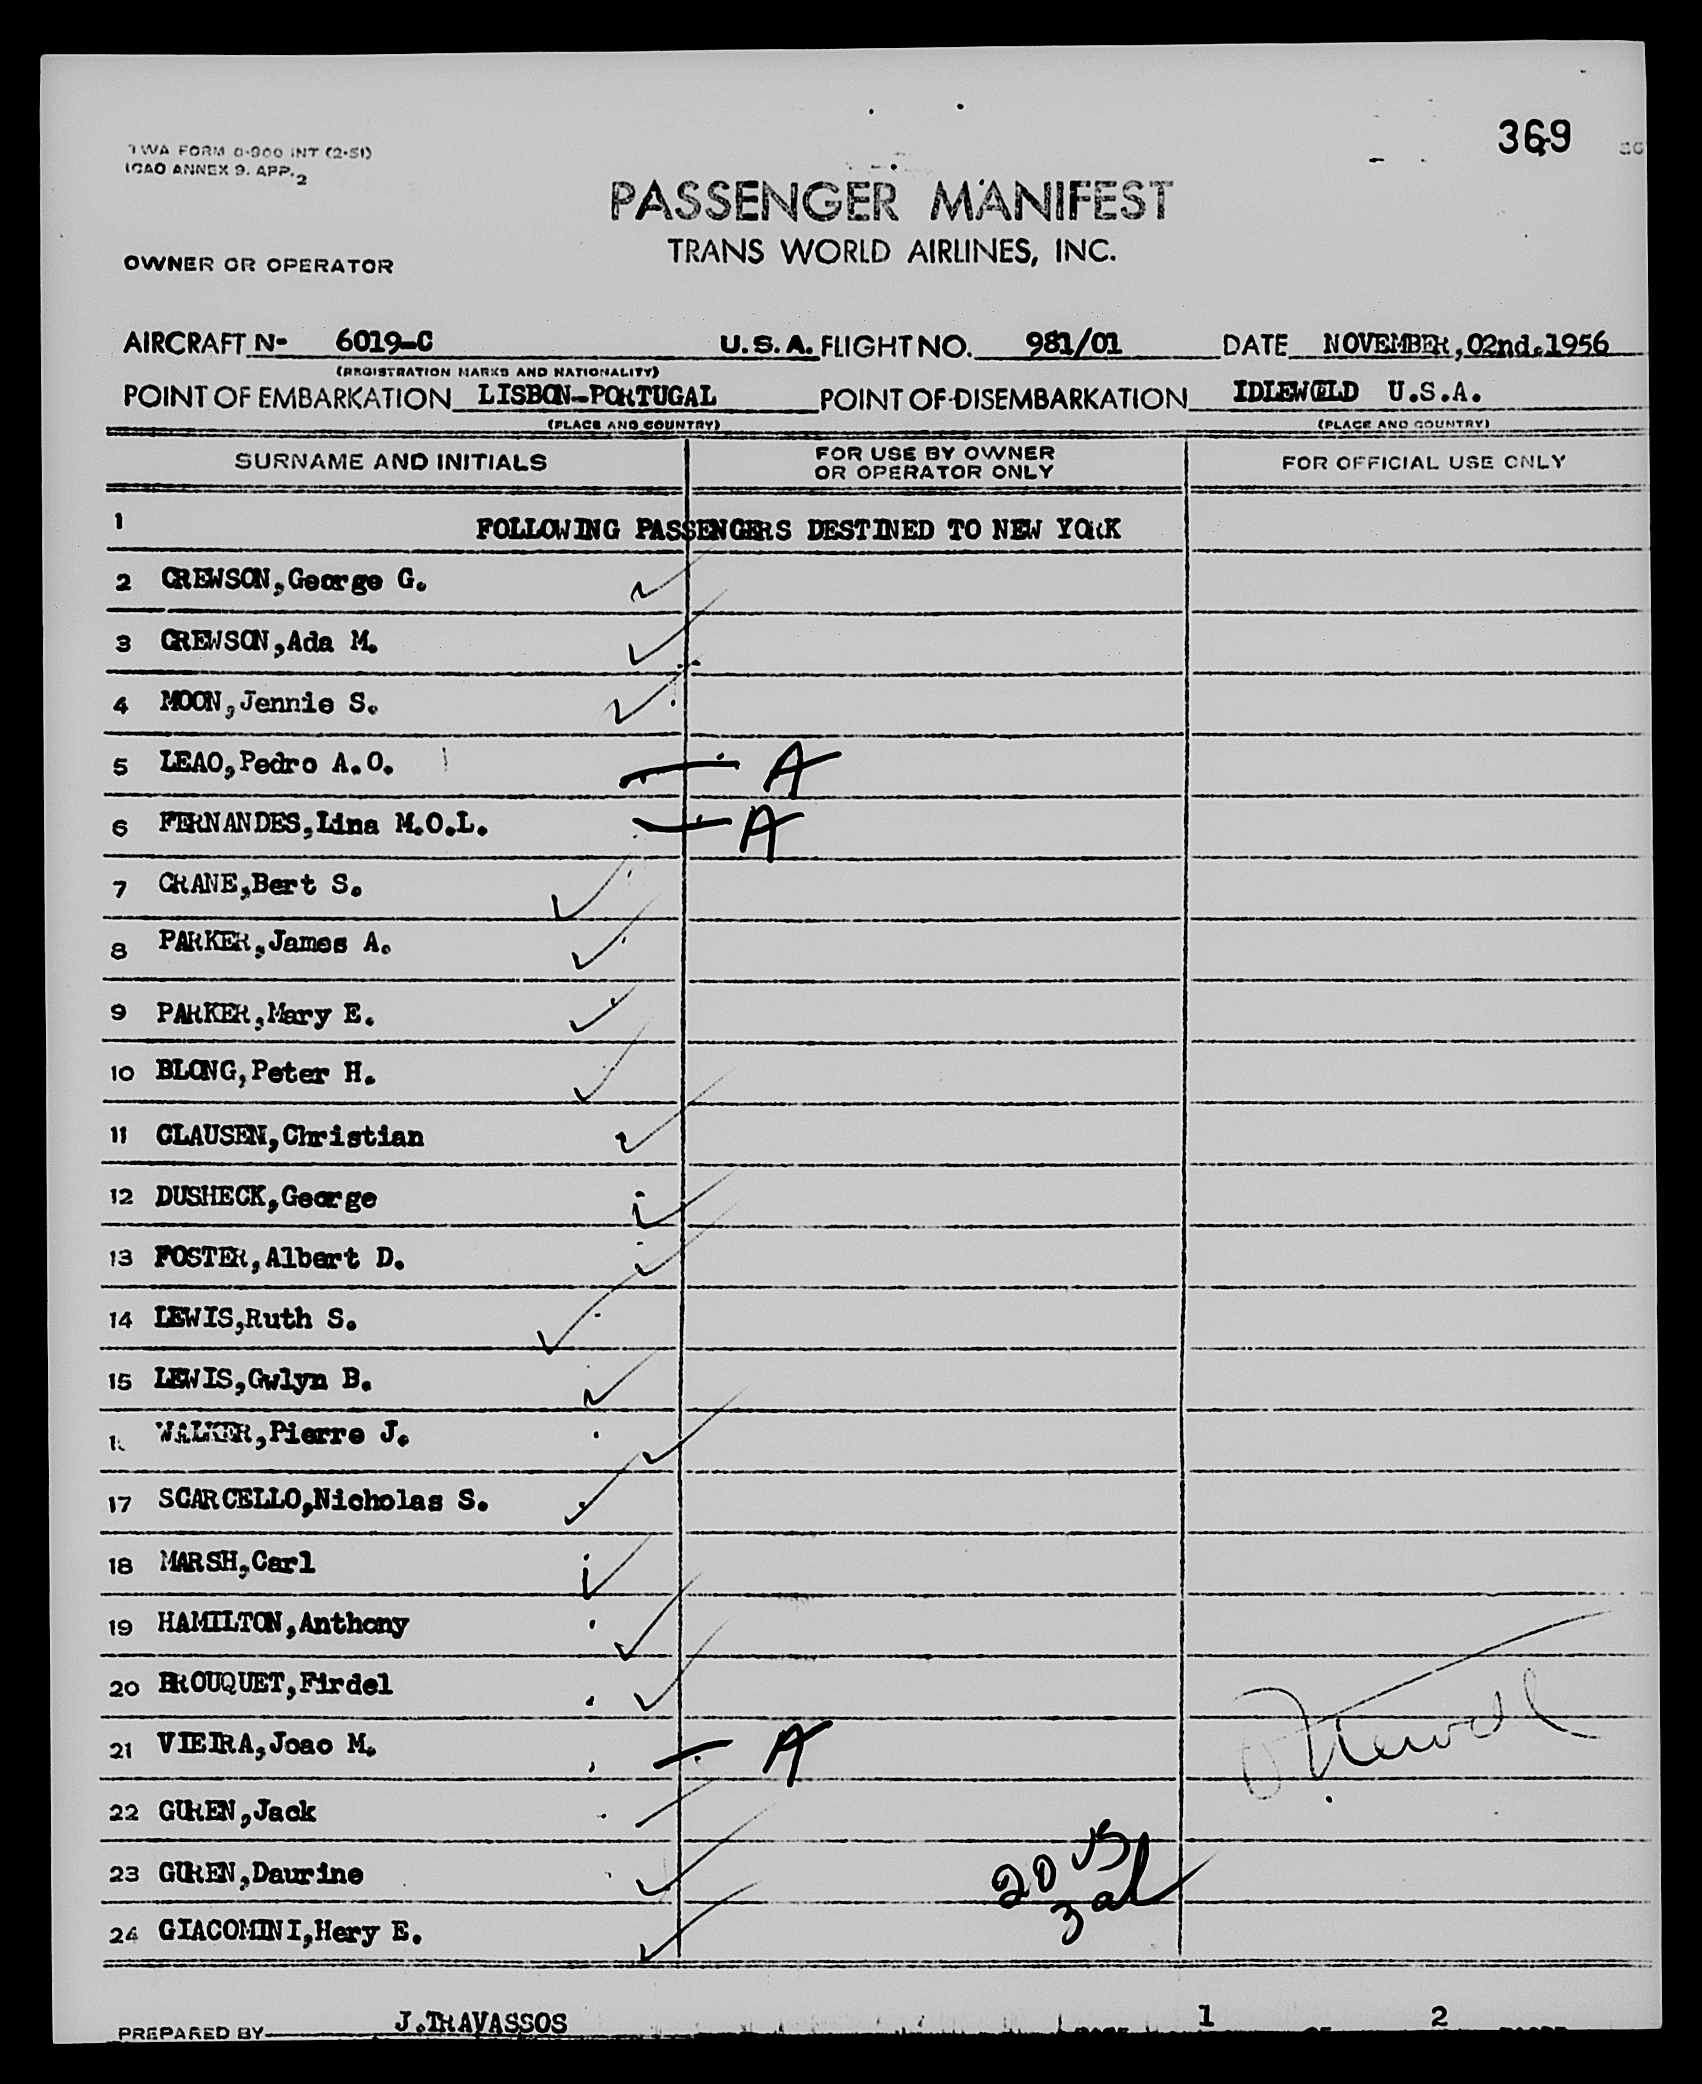 369
TWA FORM 0-900 INT (2-51)
ICAO ANNEX 9. APP. 2
PASSENGER MANIFEST
TRANS WORLD AIRLINES, INC.
OWNER OR OPERATOR
AIRCRAFT No 6019-C U.S.A. FLIGHT NO. 981/01 DATE NOVEMBER,02nd.1956
(REGISTRATION MARKS AND NATIONALITY)
POINT OF EMBARKATION LISBON-PORTUGAL POINT OF DISEMBARKATION IDLEWELD U.S.A.
(PLACE AND COUNTRY) (PLACE AND COUNTRY)
SURNAME AND INITIALS FOR USE BY OWNER OR OPERATOR ONLY FOR OFFICIAL USE ONLY
1 FOLLOWING PASSENGERS DESTINED TO NEW YORK
2 CREWSON,George G.
3 CREWSON,Ada M.
4 MOON,Jennie S.
5 LEAO,Pedro A.O. — A
6 FERNANDES,Lina M.O.L. — A
7 CRANE,Bert S.
8 PARKER,James A.
9 PARKER,Mary E.
10 BLONG,Peter H.
11 CLAUSEN,Christian
12 DUSHECK,George
13 FOSTER,Albert D.
14 LEWIS,Ruth S.
15 LEWIS,Gwlyn B.
16 WALKER,Pierre J.
17 SCARCELLO,Nicholas S.
18 MARSH,Carl
19 HAMILTON,Anthony
20 BROUQUET,Firdel
21 VIEIRA,Joao M. — A
22 GUREN,Jack
23 GUREN,Daurine
20
3 al
24 GIACOMINI,Hery E.
PREPARED BY J.TRAVASSOS 1 2